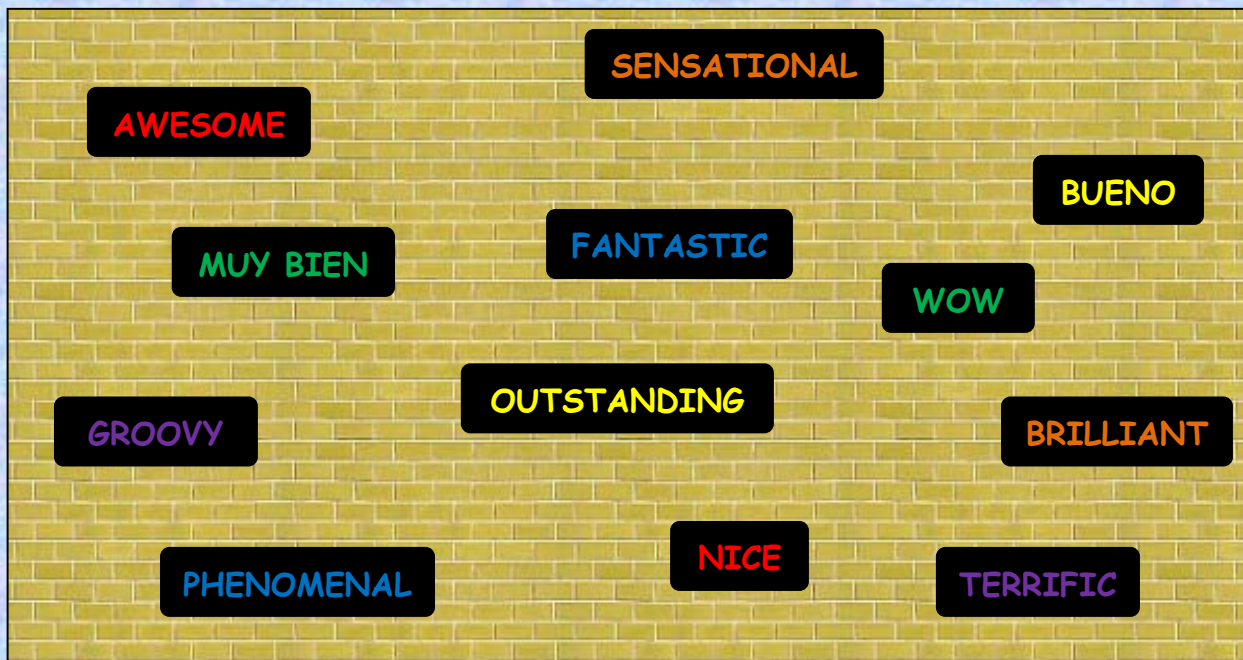 SENSATIONAL
AWESOME
BUENO
FANTASTIC
MUY BIEN
WOW
OUTSTANDING
GROOVY
BRILLIANT
NICE
PHENOMENAL
TERRIFIC